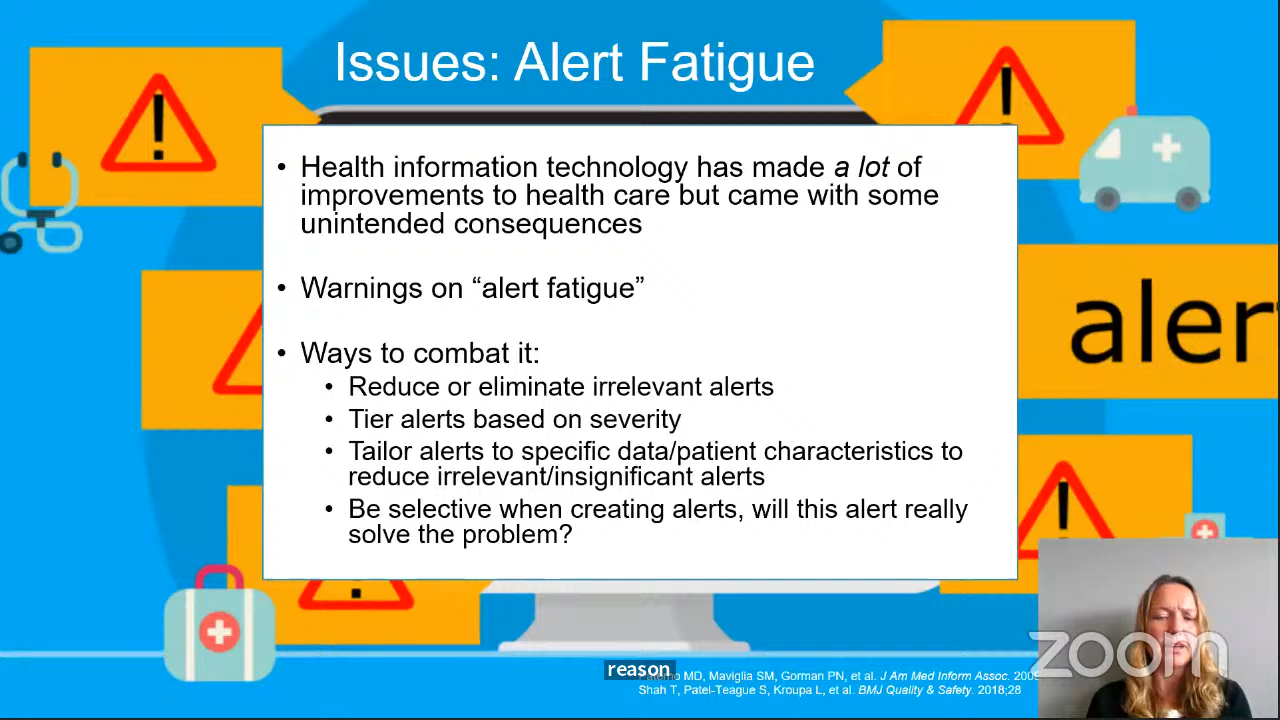 Issues: Alert Fatigue
• Health information technology has made a lot of
improvements to health care but came with some
unintended consequences
• Warnings on “alert fatigue”
• Ways to combat it:
• Reduce or eliminate irrelevant alerts
• Tier alerts based on severity
• Tailor alerts to specific data/patient characteristics to
reduce irrelevant/insignificant alerts
• Be selective when creating alerts, will this alert really
solve the problem?
aler
zoom
reason
MD, Maviglia SM, Gorman PN, et al. J Am Med Inform Assoc. 2009
Shah T, Patel-Teague S, Kroupa L, et al. BMJ Quality & Safety. 2018;28